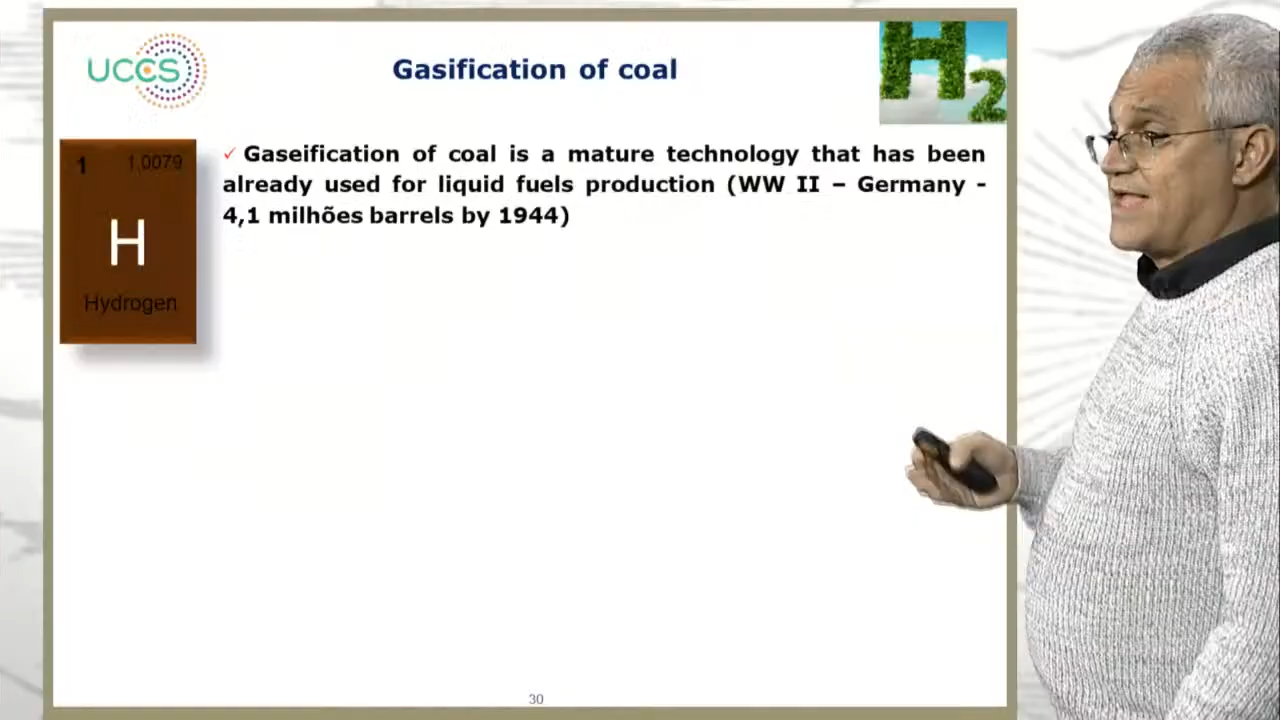 UCCS
Gasification of coal
H2
1 1,0079
H
Hydrogen
✓ Gaseification of coal is a mature technology that has been
already used for liquid fuels production (WW II – Germany -
4,1 milhões barrels by 1944)
30